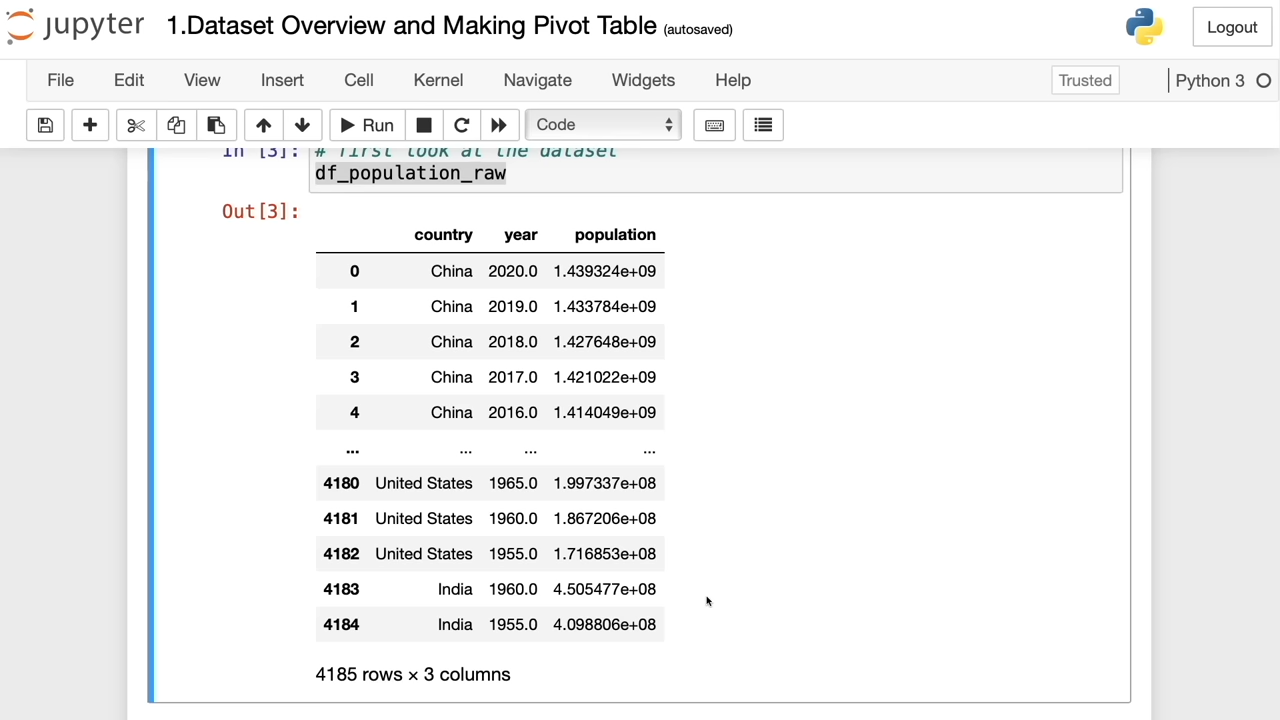 jupyter 1.Dataset Overview and Making Pivot Table (autosaved) Logout
File Edit View Insert Cell Kernel Navigate Widgets Help Trusted Python 3
Run Code
In [3]: # first look at the dataset
df_population_raw
Out[3]:
country year population
0 China 2020.0 1.439324e+09
1 China 2019.0 1.433784e+09
2 China 2018.0 1.427648e+09
3 China 2017.0 1.421022e+09
4 China 2016.0 1.414049e+09
... ... ... ...
4180 United States 1965.0 1.997337e+08
4181 United States 1960.0 1.867206e+08
4182 United States 1955.0 1.716853e+08
4183 India 1960.0 4.505477e+08
4184 India 1955.0 4.098806e+08
4185 rows × 3 columns